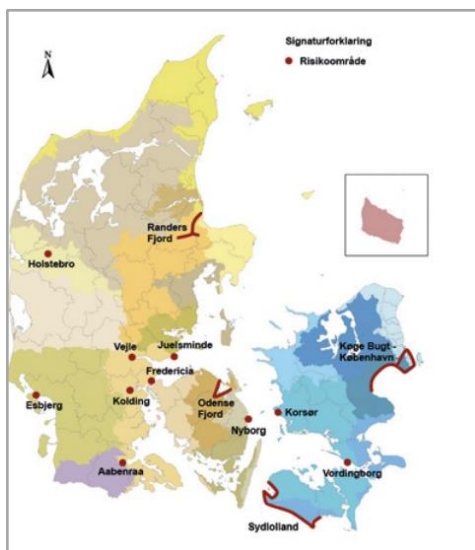 Signaturforklaring
N
Risikoområde
Randers
Fjord
Holstebro
Køge Bugt -
København
Vejle
Juelsminde
Fredericia
Esbjerg
Kolding
Odense
Fjord
Korsør
Nyborg
Aabenraa
Vordingborg
Sydlolland